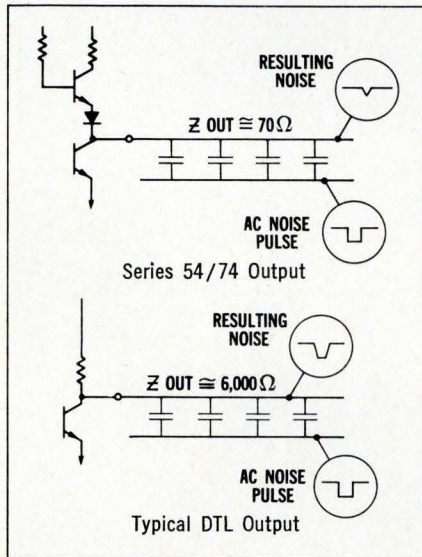 RESULTING
NOISE
Z OUT ≅ 70Ω
AC NOISE
PULSE
Series 54/74 Output
RESULTING
NOISE
Z OUT ≅ 6,000Ω
AC NOISE
PULSE
Typical DTL Output